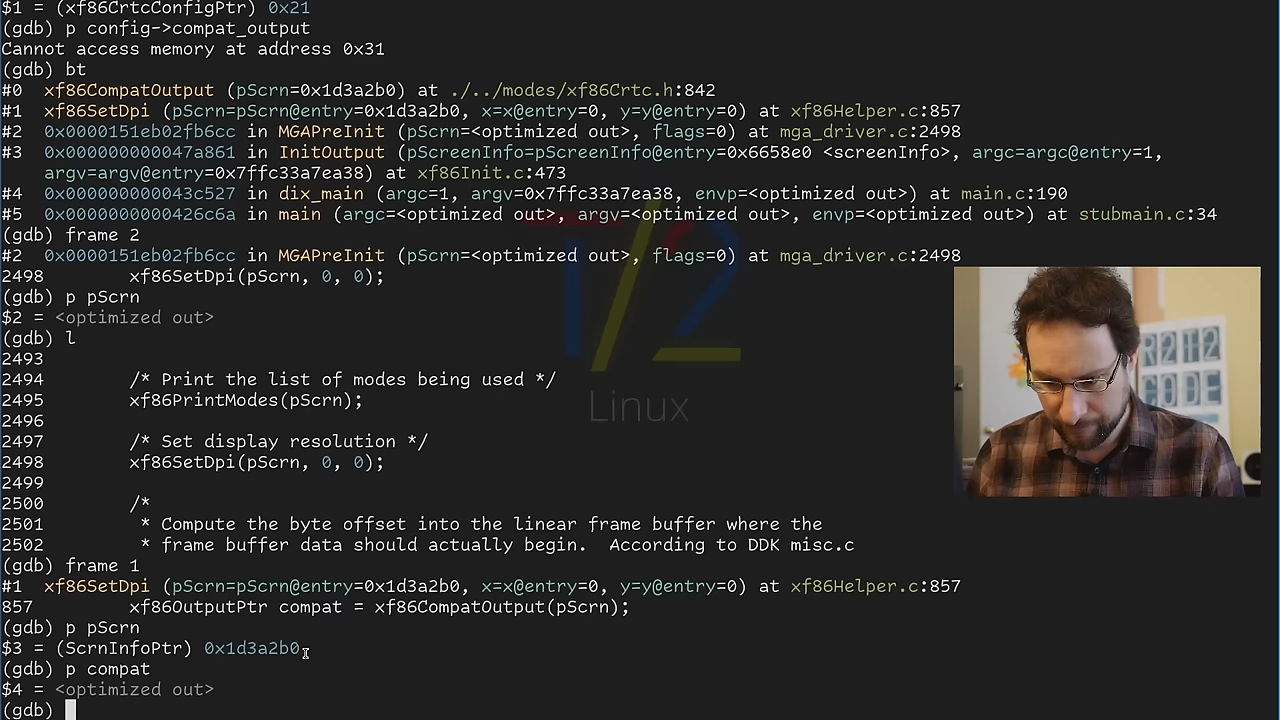 $1 = (xf86CrtcConfigPtr) 0x21
(gdb) p config->compat_output
Cannot access memory at address 0x31
(gdb) bt
#0  xf86CompatOutput (pScrn=0x1d3a2b0) at ./../modes/xf86Crtc.h:842
#1  xf86SetDpi (pScrn=pScrn@entry=0x1d3a2b0, x=x@entry=0, y=y@entry=0) at xf86Helper.c:857
#2  0x0000151eb02fb6cc in MGAPreInit (pScrn=<optimized out>, flags=0) at mga_driver.c:2498
#3  0x000000000047a861 in InitOutput (pScreenInfo=pScreenInfo@entry=0x6658e0 <screenInfo>, argc=argc@entry=1,
    argv=argv@entry=0x7ffc33a7ea38) at xf86Init.c:473
#4  0x000000000043c527 in dix_main (argc=1, argv=0x7ffc33a7ea38, envp=<optimized out>) at main.c:190
#5  0x0000000000426c6a in main (argc=<optimized out>, argv=<optimized out>, envp=<optimized out>) at stubmain.c:34
(gdb) frame 2
#2  0x0000151eb02fb6cc in MGAPreInit (pScrn=<optimized out>, flags=0) at mga_driver.c:2498
2498        xf86SetDpi(pScrn, 0, 0);
(gdb) p pScrn
$2 = <optimized out>
(gdb) l
2493
2494        /* Print the list of modes being used */
2495        xf86PrintModes(pScrn);
2496
2497        /* Set display resolution */
2498        xf86SetDpi(pScrn, 0, 0);
2499
2500        /*
2501         * Compute the byte offset into the linear frame buffer where the
2502         * frame buffer data should actually begin.  According to DDK misc.c
(gdb) frame 1
#1  xf86SetDpi (pScrn=pScrn@entry=0x1d3a2b0, x=x@entry=0, y=y@entry=0) at xf86Helper.c:857
857         xf86OutputPtr compat = xf86CompatOutput(pScrn);
(gdb) p pScrn
$3 = (ScrnInfoPtr) 0x1d3a2b0
(gdb) p compat
$4 = <optimized out>
(gdb)
T/2
Linux
R2T2
CODE